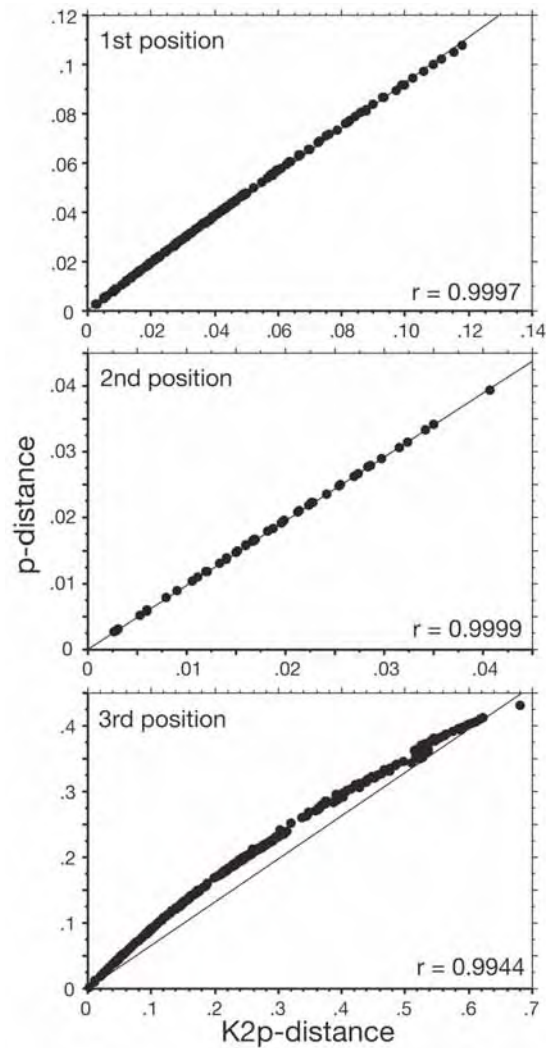 .12
1st position
.1
.08
.06
.04
.02
r = 0.9997
0
0 .02 .04 .06 .08 .10 .12 .14
2nd position
.04
.03
.02
.01
r = 0.9999
0
0 .01 .02 .03 .04
p-distance
3rd position
.4
.3
.2
.1
r = 0.9944
0
0 .1 .2 .3 .4 .5 .6 .7
K2p-distance